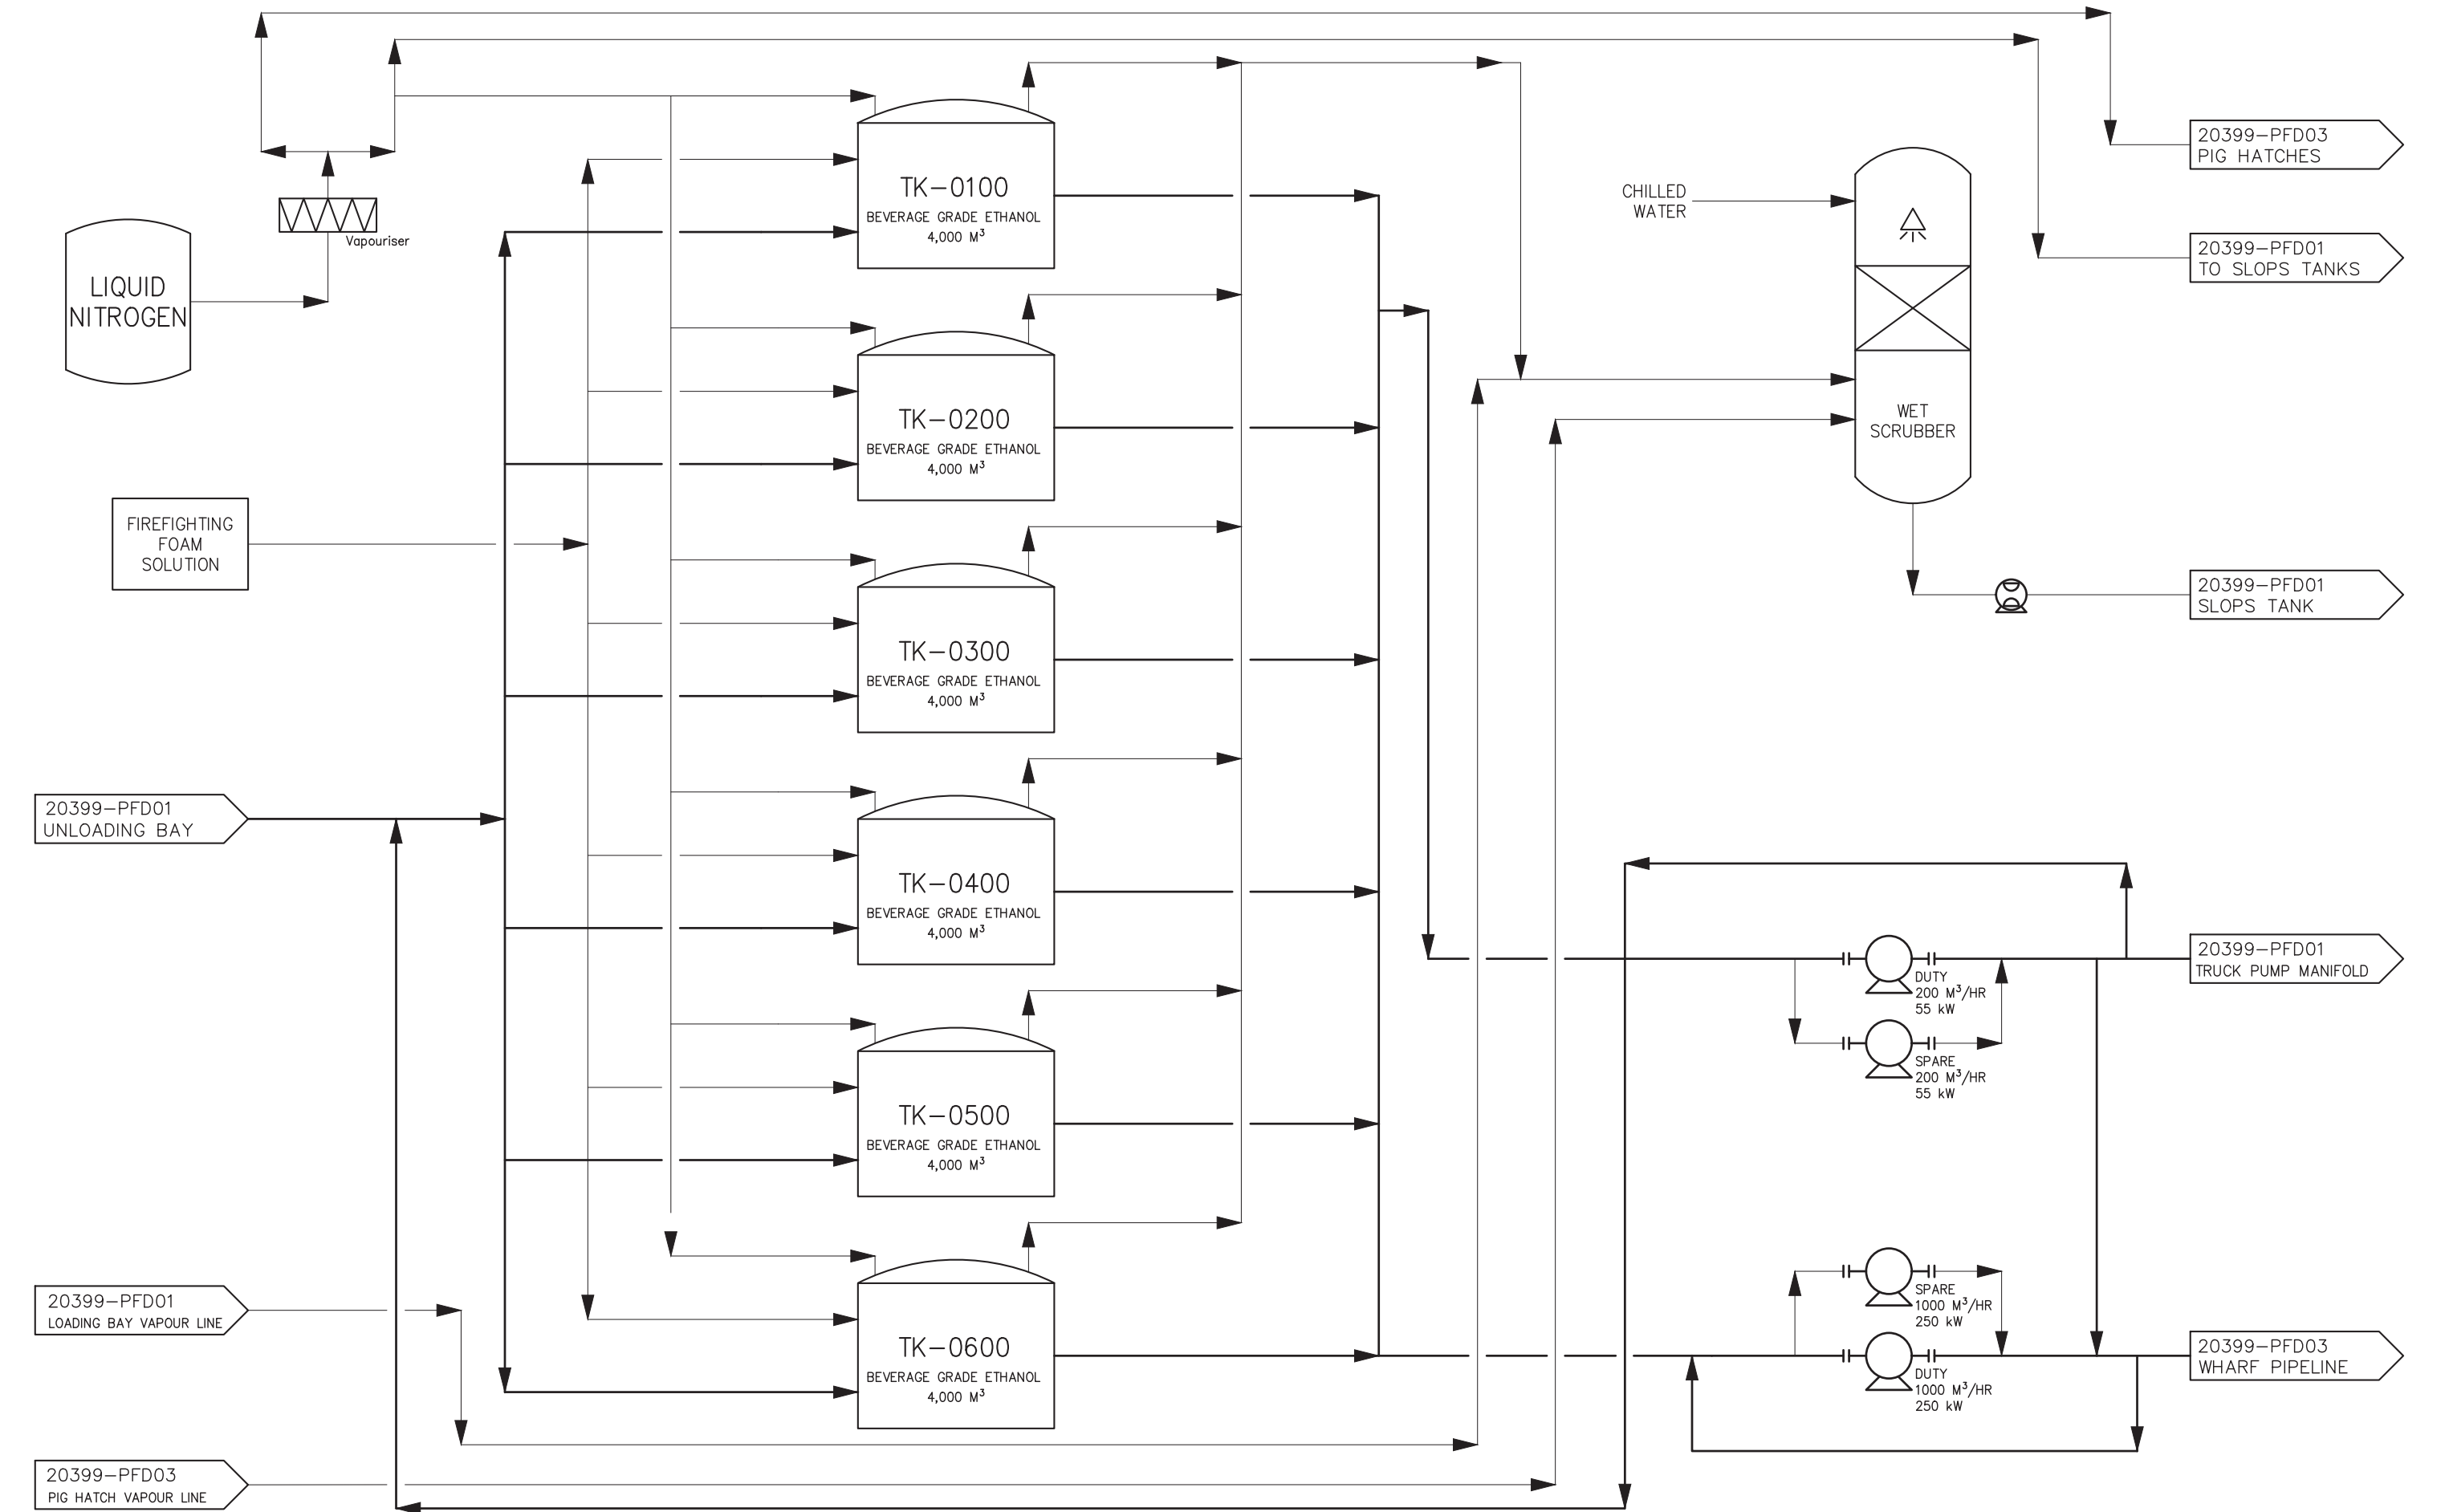 20399-PFD03
PIG HATCHES
CHILLED
WATER
20399-PFD01
TO SLOPS TANKS
Vapouriser
LIQUID
NITROGEN
TK-0100
BEVERAGE GRADE ETHANOL
4,000 M³
TK-0200
BEVERAGE GRADE ETHANOL
4,000 M³
WET
SCRUBBER
FIREFIGHTING
FOAM
SOLUTION
20399-PFD01
SLOPS TANK
TK-0300
BEVERAGE GRADE ETHANOL
4,000 M³
20399-PFD01
UNLOADING BAY
TK-0400
BEVERAGE GRADE ETHANOL
4,000 M³
20399-PFD01
TRUCK PUMP MANIFOLD
DUTY
200 M³/HR
55 kW
SPARE
200 M³/HR
55 kW
TK-0500
BEVERAGE GRADE ETHANOL
4,000 M³
20399-PFD01
LOADING BAY VAPOUR LINE
SPARE
1000 M³/HR
250 kW
TK-0600
BEVERAGE GRADE ETHANOL
4,000 M³
20399-PFD03
WHARF PIPELINE
DUTY
1000 M³/HR
250 kW
20399-PFD03
PIG HATCH VAPOUR LINE